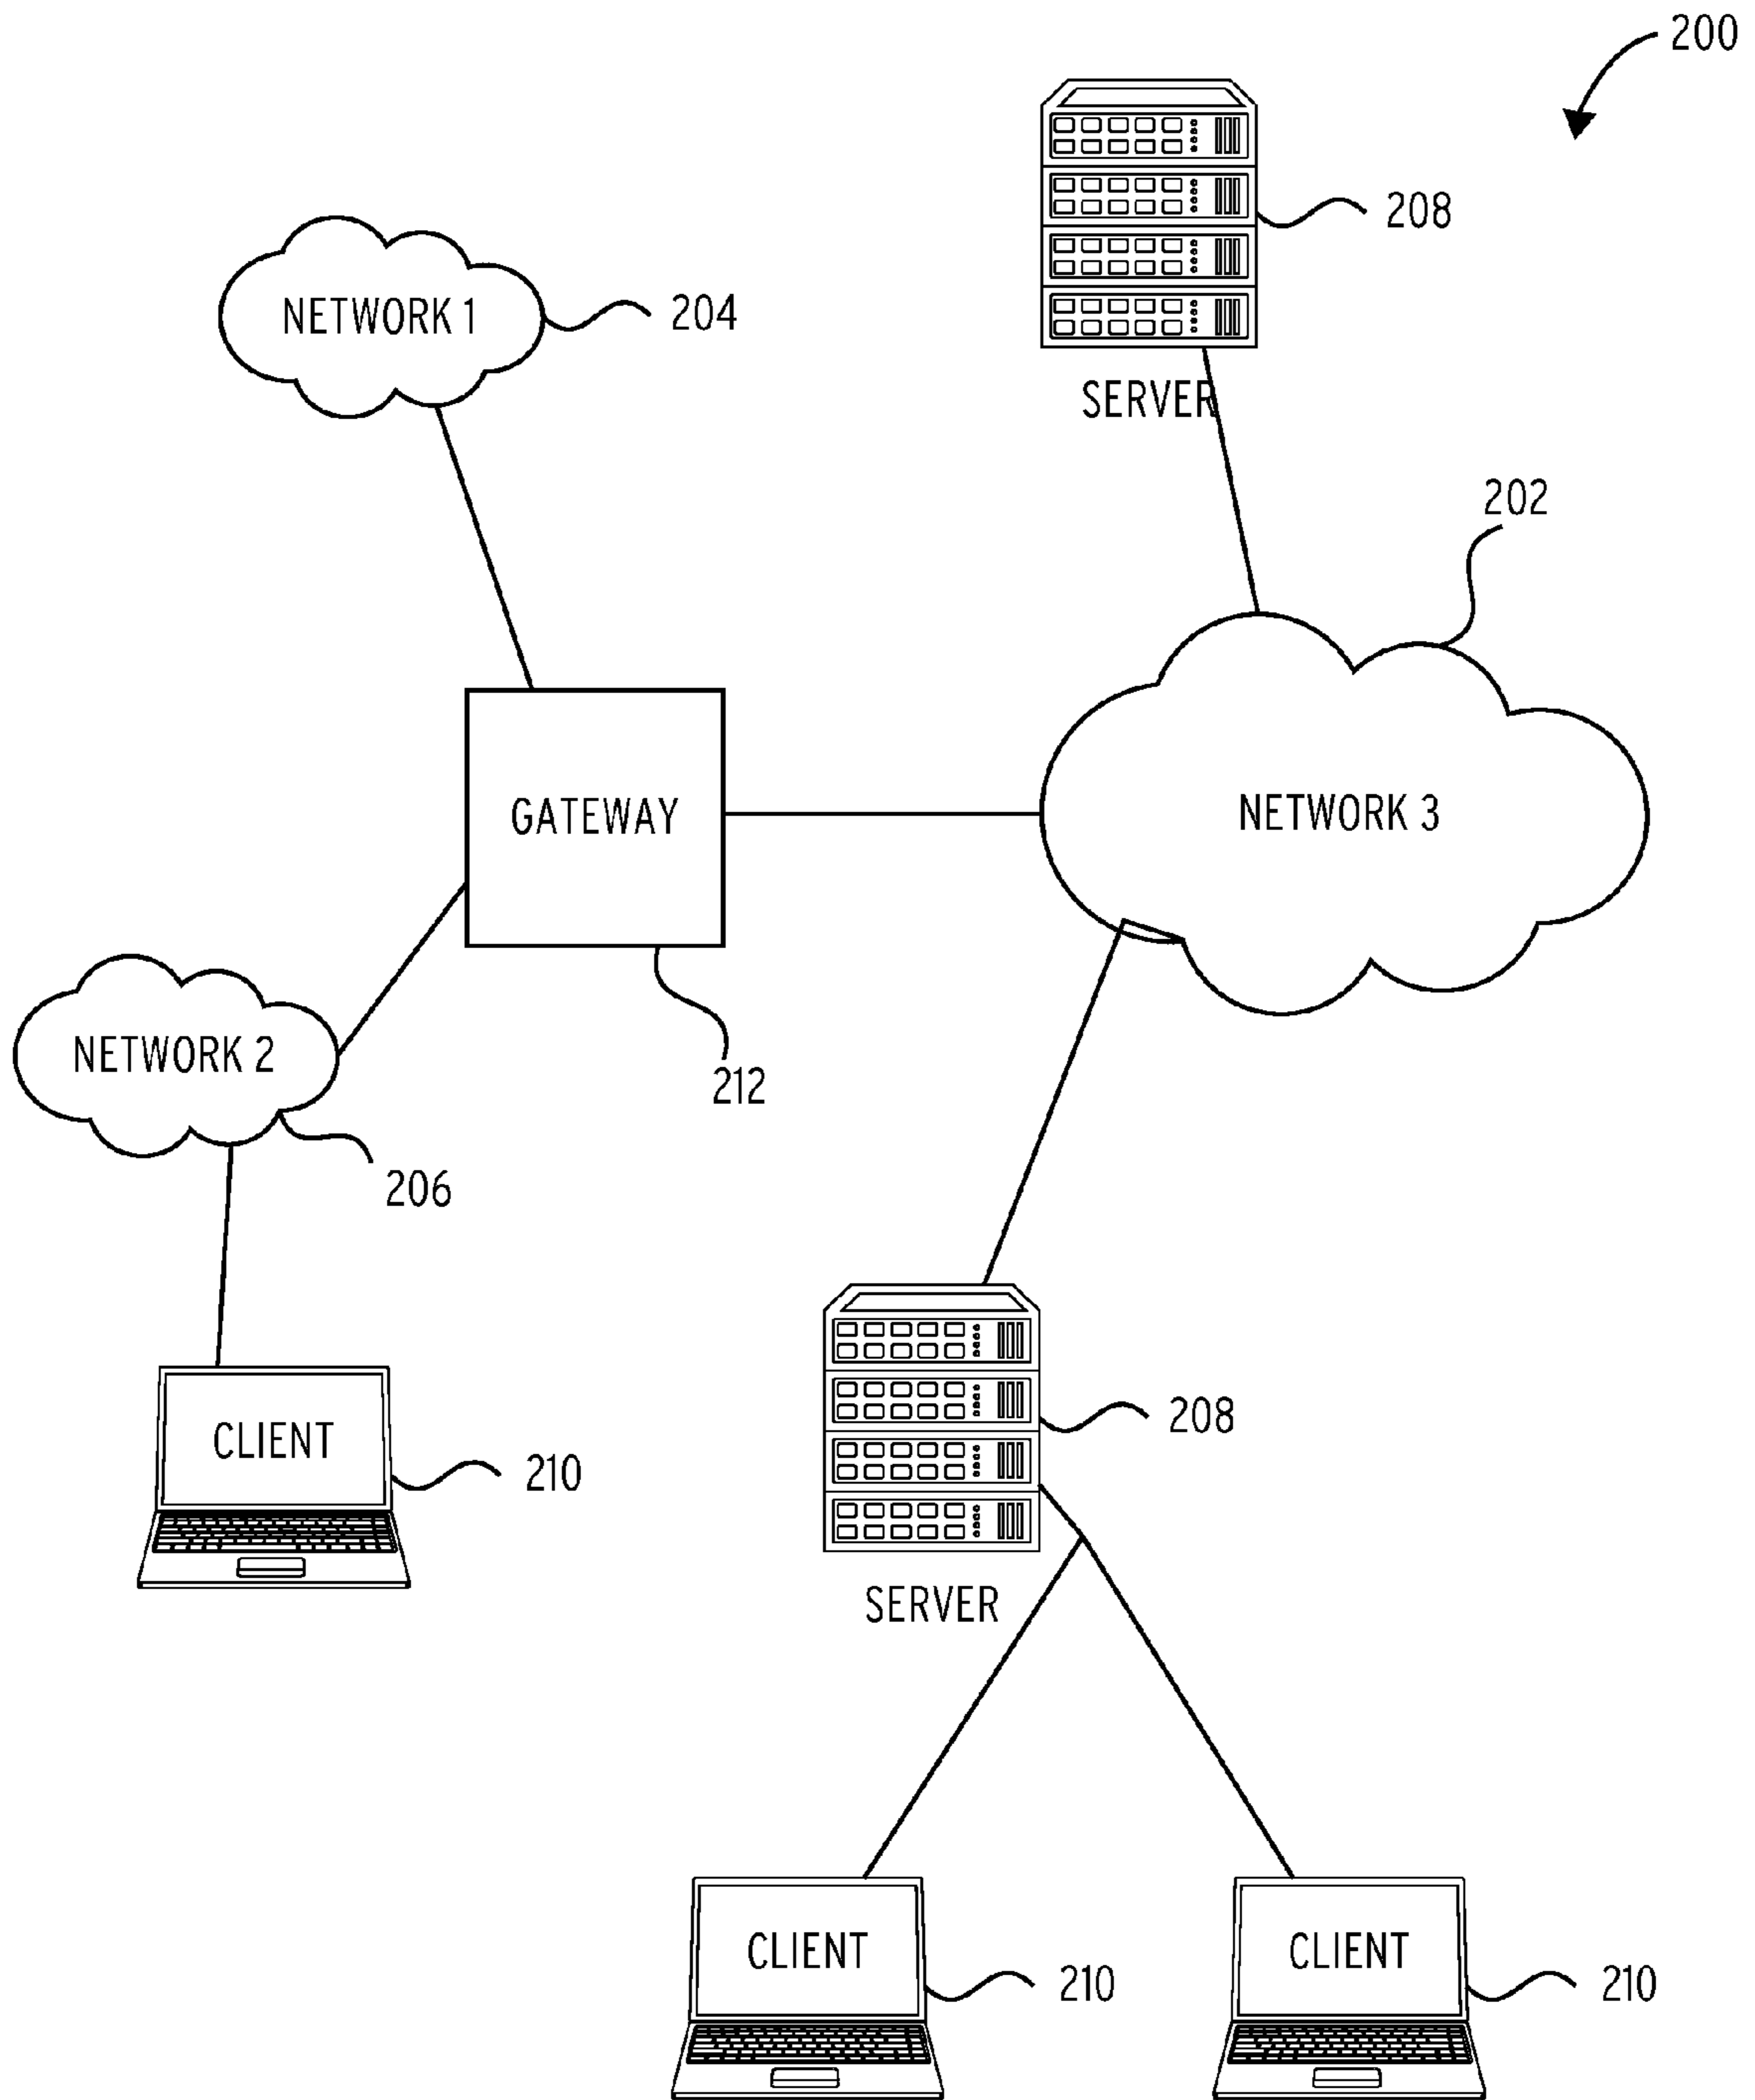 200
208
NETWORK 1
204
SERVER
202
GATEWAY
NETWORK 3
NETWORK 2
212
206
CLIENT
210
208
SERVER
CLIENT
210
CLIENT
210